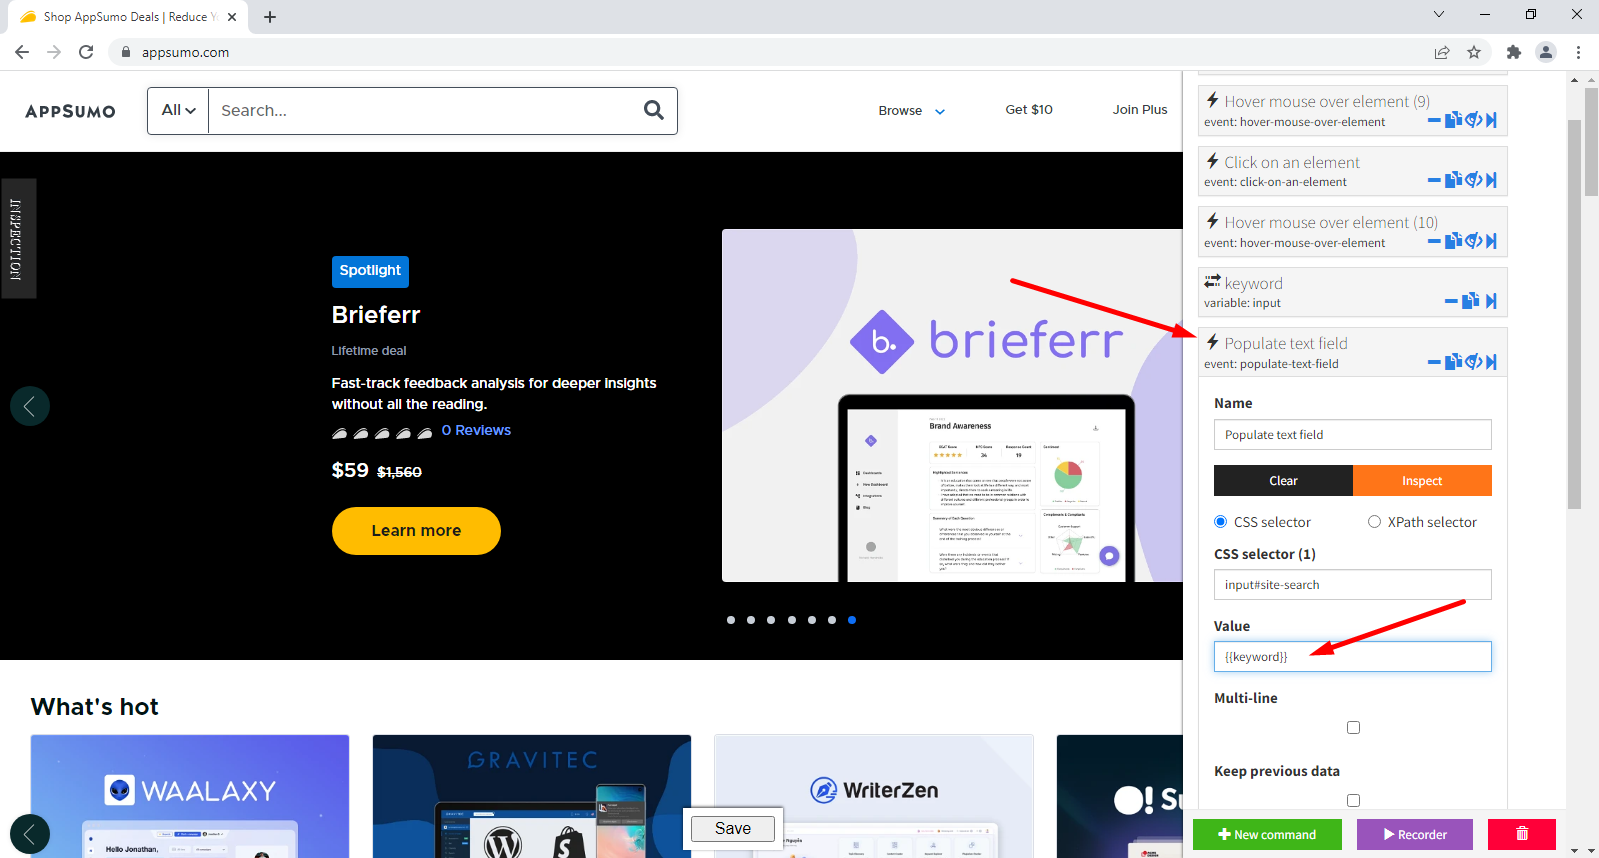 Shop AppSumo Deals | Reduce Y
appsumo.com
APPSUMO
All
Search...
Browse
Get $10
Join Plus
INSPECTION
Spotlight
Brieferr
Lifetime deal
Fast-track feedback analysis for deeper insights
without all the reading.
0 Reviews
$59 $1,560
Learn more
b.
brieferr
Brand Awareness
34
19
What's hot
WAALAXY
Hello Jonathan,
GRAVITEC
WriterZen
O! Su
Save
Hover mouse over element (9)
event: hover-mouse-over-element
Click on an element
event: click-on-an-element
Hover mouse over element (10)
event: hover-mouse-over-element
keyword
variable: input
Populate text field
event: populate-text-field
Name
Populate text field
Clear
Inspect
CSS selector
XPath selector
CSS selector (1)
input#site-search
Value
{{keyword}}
Multi-line
Keep previous data
New command
Recorder